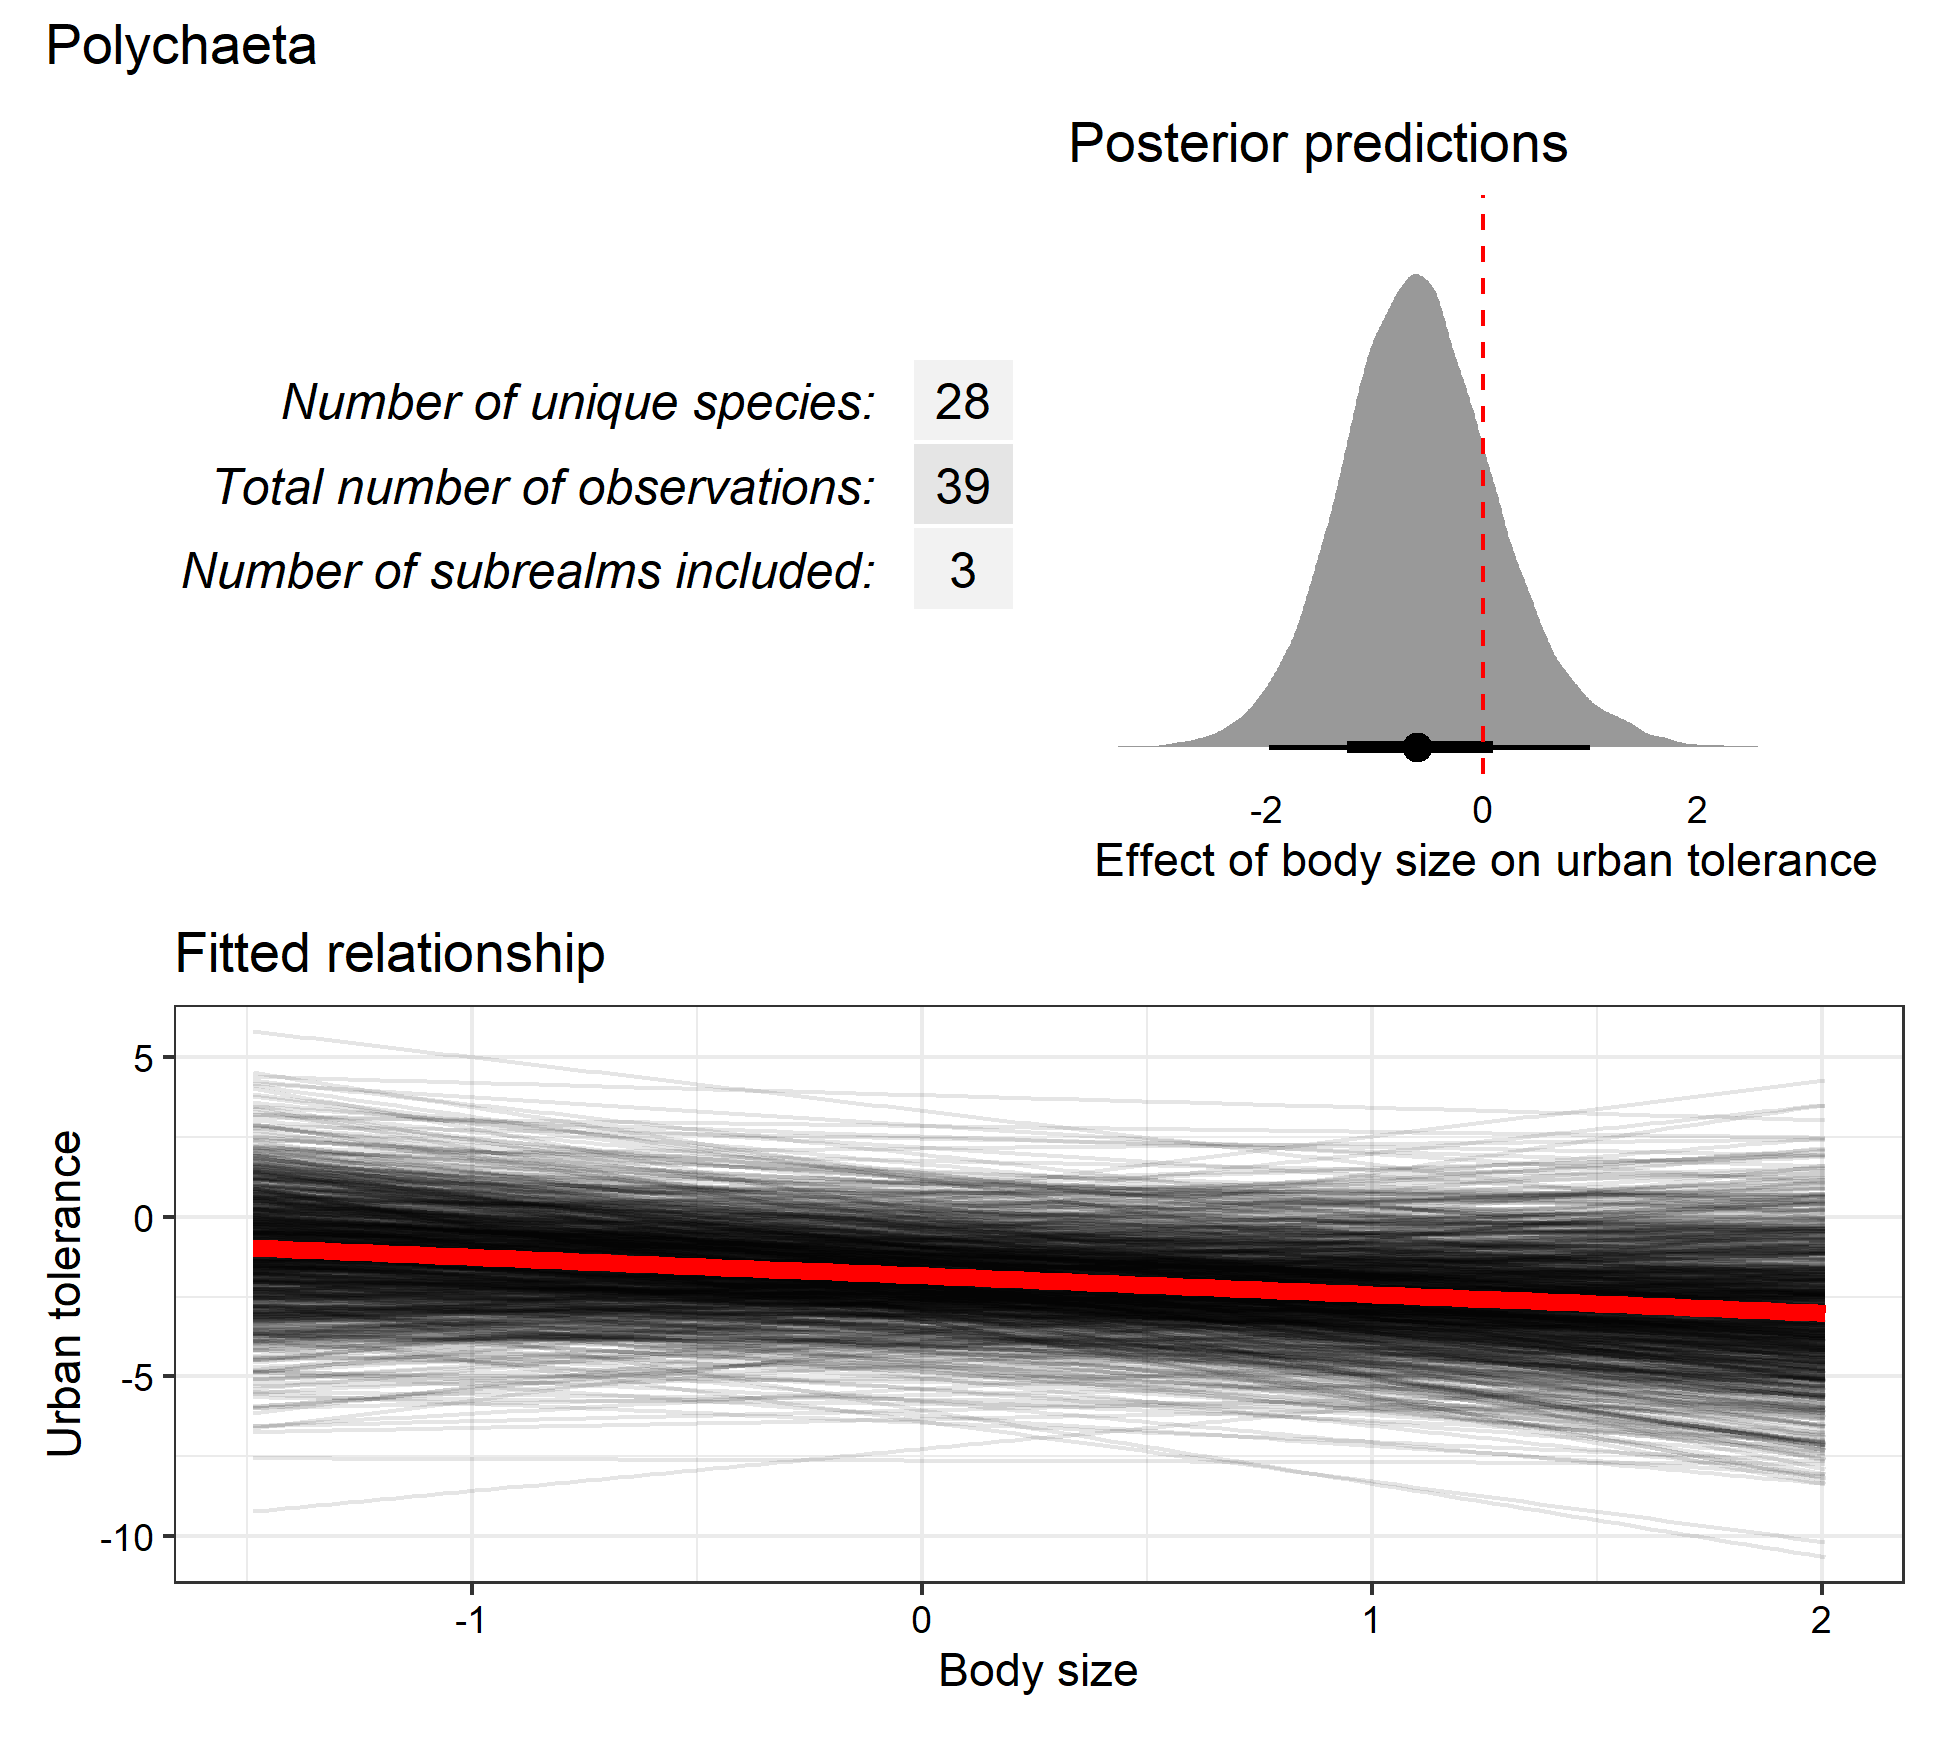 Polychaeta
Posterior predictions
Number of unique species: 28
Total number of observations: 39
Number of subrealms included: 3
-2 0 2
Effect of body size on urban tolerance
Fitted relationship
Urban tolerance
5
0
-5
-10
-1 0 1 2
Body size